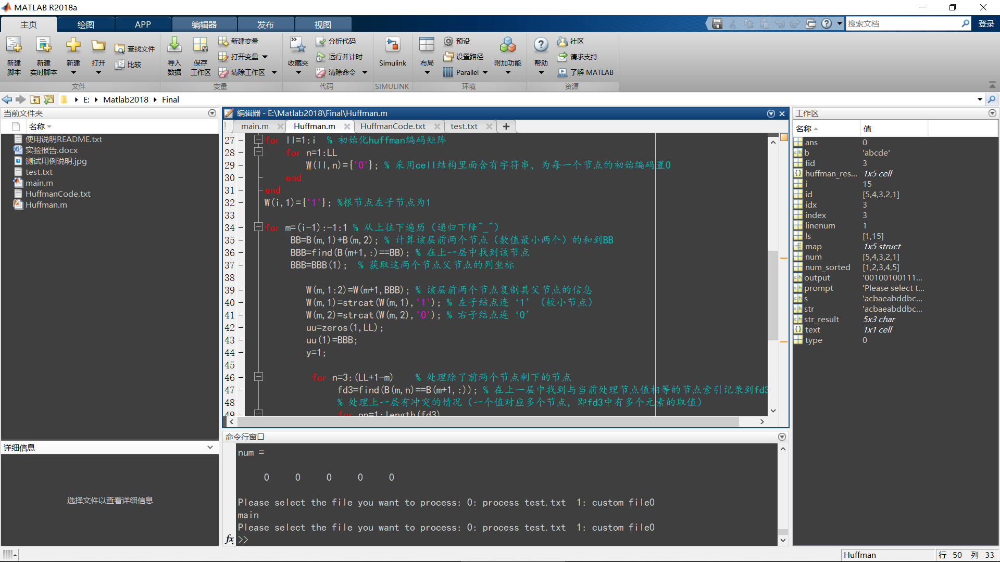 MATLAB R2018a
主页 绘图 APP 编辑器 发布 视图
搜索文档 登录
新建脚本 新建实时脚本 新建 打开 查找文件 比较
文件
导入数据 保存工作区 新建变量 打开变量 清除工作区
变量
收藏夹 分析代码 运行并计时 清除命令
代码
Simulink
SIMULINK
布局 预设 设置路径 Parallel 附加功能
环境
帮助 社区 请求支持 了解 MATLAB
资源
E: Matlab2018 Final
当前文件夹
名称
使用说明README.txt
实验报告.docx
测试用例说明.jpg
test.txt
main.m
HuffmanCode.txt
Huffman.m
详细信息
选择文件以查看详细信息
编辑器 - E:\Matlab2018\Final\Huffman.m
main.m Huffman.m HuffmanCode.txt test.txt
27 for ll=1:i % 初始化huffman编码矩阵
28 for n=1:LL
29 W(ll,n)={'0'}; % 采用cell结构里面含有字符串，为每一个节点的初始编码置0
30 end
31 end
32 W(i,1)={'1'}; %根节点左子节点为1
33
34 for m=(i-1):-1:1 % 从上往下遍历（递归下降^_^）
35 BB=B(m,1)+B(m,2); % 计算该层前两个节点（数值最小两个）的和到BB
36 BBB=find(B(m+1,:)==BB); % 在上一层中找到该节点
37 BBB=BBB(1); % 获取这两个节点父节点的列坐标
38
39 W(m,1:2)=W(m+1,BBB); % 该层前两个节点复制其父节点的信息
40 W(m,1)=strcat(W(m,1),'1'); % 左子结点连‘1’（较小节点）
41 W(m,2)=strcat(W(m,2),'0'); % 右子结点连‘0’
42 uu=zeros(1,LL);
43 uu(1)=BBB;
44 y=1;
45
46 for n=3:(LL+1-m) % 处理除了前两个节点剩下的节点
47 fd3=find(B(m,n)==B(m+1,:)); % 在上一层中找到与当前处理节点值相等的节点索引记录到fd3
48 % 处理上一层有冲突的情况（一个值对应多个节点，即fd3中有多个元素的取值）
49 for pp=1:length(fd3)
命令行窗口
num =
0 0 0 0 0
Please select the file you want to process: 0: process test.txt 1: custom file0
main
Please select the file you want to process: 0: process test.txt 1: custom file0
fx >>
工作区
名称 值
ans 0
b 'abcde'
fid 3
huffman_res... 1x5 cell
i 15
id [5,4,3,2,1]
idx 3
index 3
linenum 1
ls [1,15]
map 1x5 struct
num [5,4,3,2,1]
num_sorted [1,2,3,4,5]
output '00100100111...
prompt 'Please select t...
s 'acbaeabddbc...
str 'acbaeabddbc...
str_result 5x3 char
text 1x1 cell
type 0
Huffman 行 50 列 33